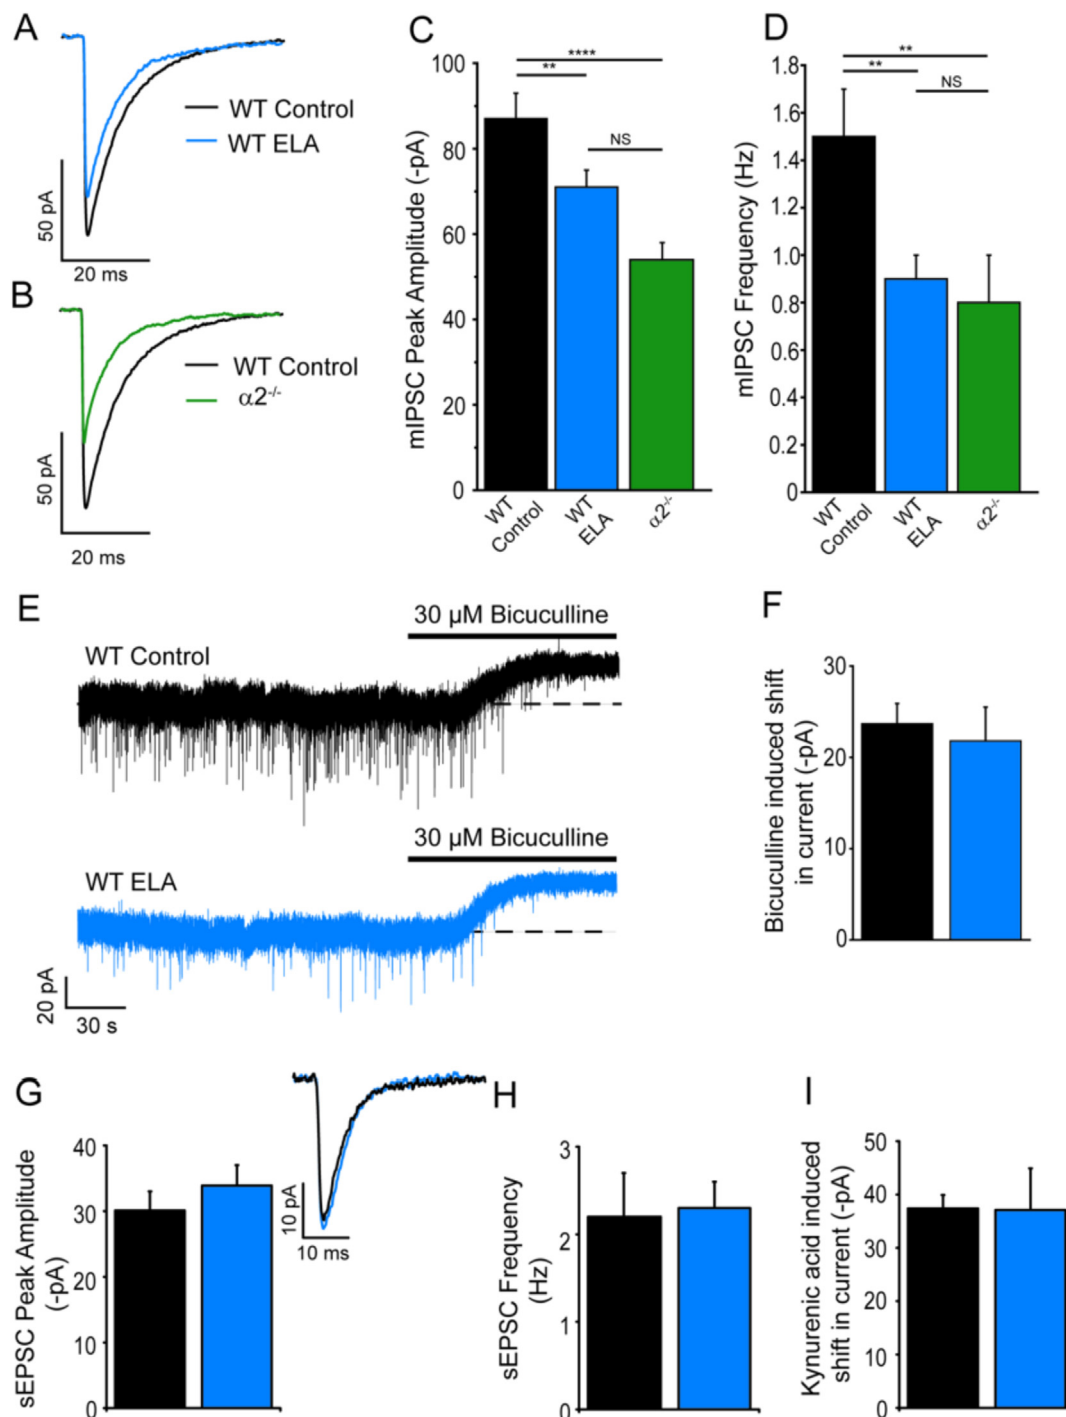 A
WT Control
WT ELA
50 pA
20 ms
B
WT Control
α2-/-
50 pA
20 ms
C
mIPSC Peak Amplitude (-pA)
100
80
60
40
20
0
****
**
NS
WT
Control
WT
ELA
α2-/-
D
mIPSC Frequency (Hz)
1.8
1.6
1.4
1.2
1.0
0.8
0.6
0.4
0.2
0
**
**
NS
WT
Control
WT
ELA
α2-/-
E
30 µM Bicuculline
WT Control
30 µM Bicuculline
WT ELA
20 pA
30 s
F
Bicuculline induced shift
in current (-pA)
30
20
10
0
G
sEPSC Peak Amplitude
(-pA)
40
30
20
10
0
10 pA
10 ms
H
sEPSC Frequency
(Hz)
3
2
1
0
I
Kynurenic acid induced
shift in current (-pA)
50
40
30
20
10
0